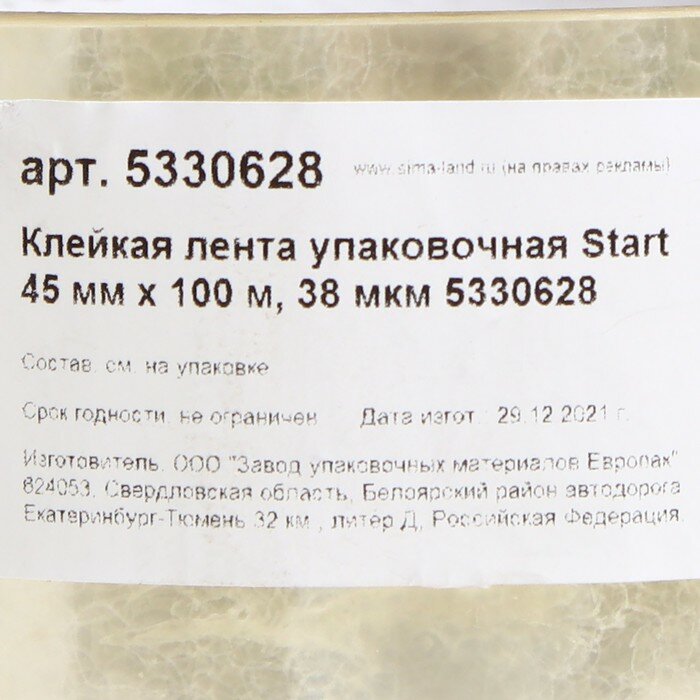 арт. 5330628 www.sima-land.ru (на правах рекламы)
Клейкая лента упаковочная Start
45 мм х 100 м, 38 мкм 5330628
Состав: см. на упаковке
Срок годности: не ограничен Дата изгот.: 29.12.2021 г.
Изготовитель: ООО "Завод упаковочных материалов Европак"
624053, Свердловская область, Белоярский район автодорога
Екатеринбург-Тюмень 32 км., литер Д, Российская Федерация.